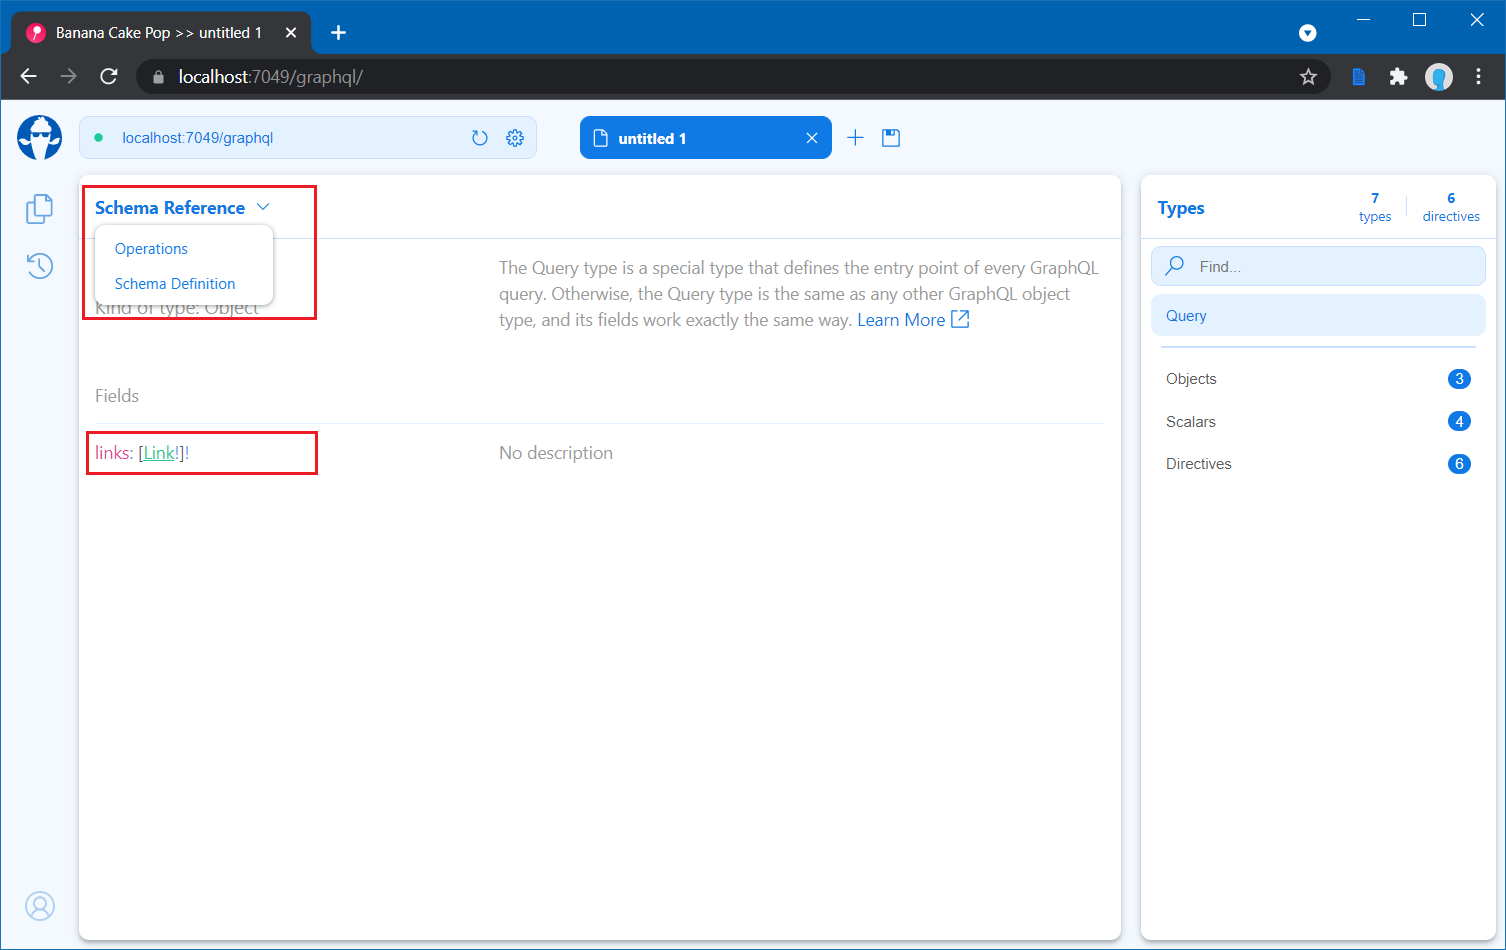 Banana Cake Pop >> untitled 1
localhost:7049/graphql/
localhost:7049/graphql
untitled 1
Schema Reference
Operations
Schema Definition
Kind of type: Object
The Query type is a special type that defines the entry point of every GraphQL
query. Otherwise, the Query type is the same as any other GraphQL object
type, and its fields work exactly the same way. Learn More
Fields
links: [Link!]!
No description
Types
7
types
6
directives
Find...
Query
Objects
3
Scalars
4
Directives
6